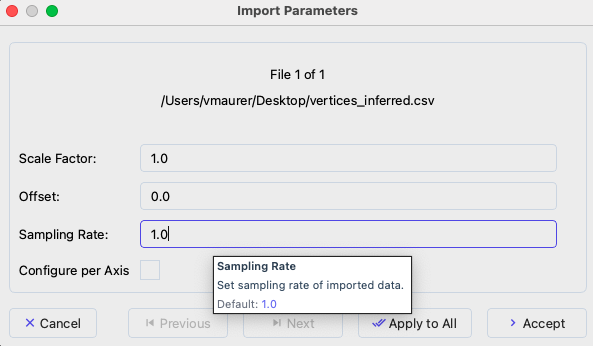 Import Parameters
File 1 of 1
/Users/vmaurer/Desktop/vertices_inferred.csv
Scale Factor: 1.0
Offset: 0.0
Sampling Rate: 1.0
Sampling Rate
Configure per Axis
Set sampling rate of imported data.
Default: 1.0
Cancel Previous Next Apply to All Accept